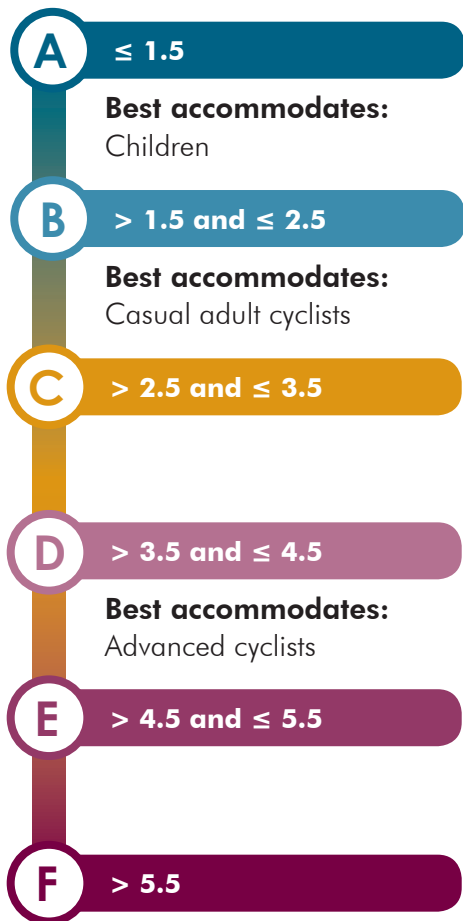 A ≤ 1.5
Best accommodates:
Children
B > 1.5 and ≤ 2.5
Best accommodates:
Casual adult cyclists
C > 2.5 and ≤ 3.5
D > 3.5 and ≤ 4.5
Best accommodates:
Advanced cyclists
E > 4.5 and ≤ 5.5
F > 5.5